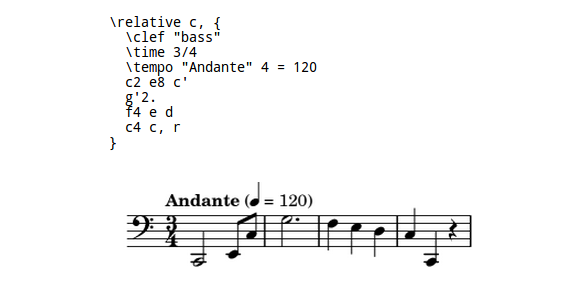 \relative c, {
\clef "bass"
\time 3/4
\tempo "Andante" 4 = 120
c2 e8 c'
g'2.
f4 e d
c4 c, r
}
Andante (♩ = 120)
3
4